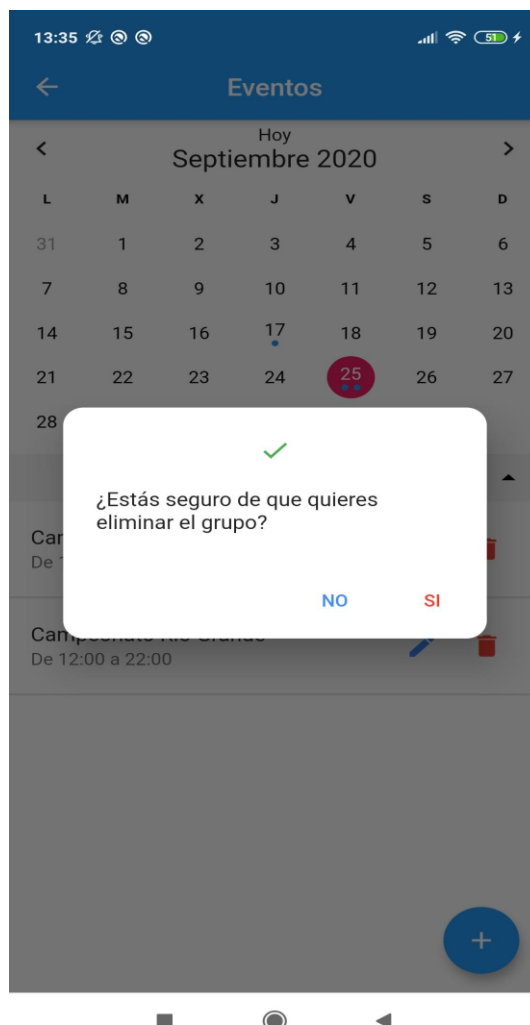 13:35
51
Eventos
Hoy
Septiembre 2020
L M X J V S D
31 1 2 3 4 5 6
7 8 9 10 11 12 13
14 15 16 17 18 19 20
21 22 23 24 25 26 27
28
¿Estás seguro de que quieres
eliminar el grupo?
NO SI
De 12:00 a 22:00